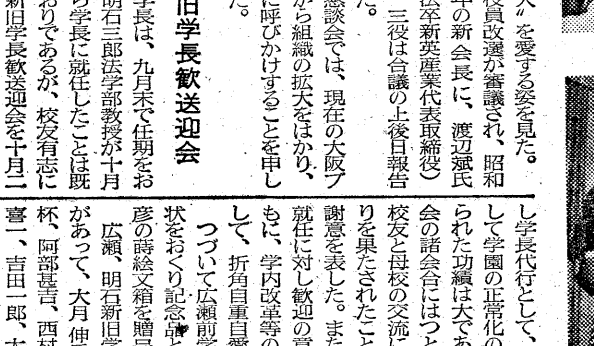 大〟を愛する姿を見た。
役員改選が審議され、昭和
年の新会長に、渡辺斌氏
法卒新英産業代表取締役）
三役は合議の上後日報告
た。
懇談会では、現在の大阪ブ
から組織の拡大をはかり、
に呼びかけすることを申し
た。
旧学長歓送迎会
学長は、九月末で任期をお
明石三郎法学部教授が十月
ら学長に就任したことは既
おりであるが、校友有志に
新旧学長歓送迎会を十月二
し学長代行として、
して学園の正常化の
られた功績は大であ
会の諸会合にはつと
校友と母校の交流に
りを果たされたこと
謝意を表した。また
就任に対し歓迎の意
もに、学内改革等の
して、折角自重自愛
つづいて広瀬前学
状をおくり記念品と
彦の蒔絵文箱を贈呈
広瀬、明石新旧学
があって、大月伸
杯、阿部甚吉、西村
喜一、吉田一郎、大